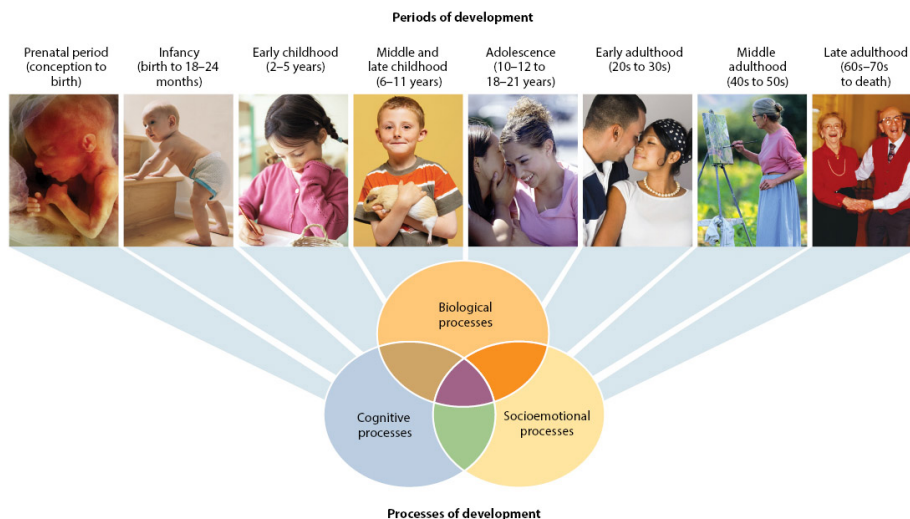 Periods of development
Prenatal period
(conception to
birth)
Infancy
(birth to 18–24
months)
Early childhood
(2–5 years)
Middle and
late childhood
(6–11 years)
Adolescence
(10–12 to
18–21 years)
Early adulthood
(20s to 30s)
Middle
adulthood
(40s to 50s)
Late adulthood
(60s–70s
to death)
Biological
processes
Cognitive
processes
Socioemotional
processes
Processes of development